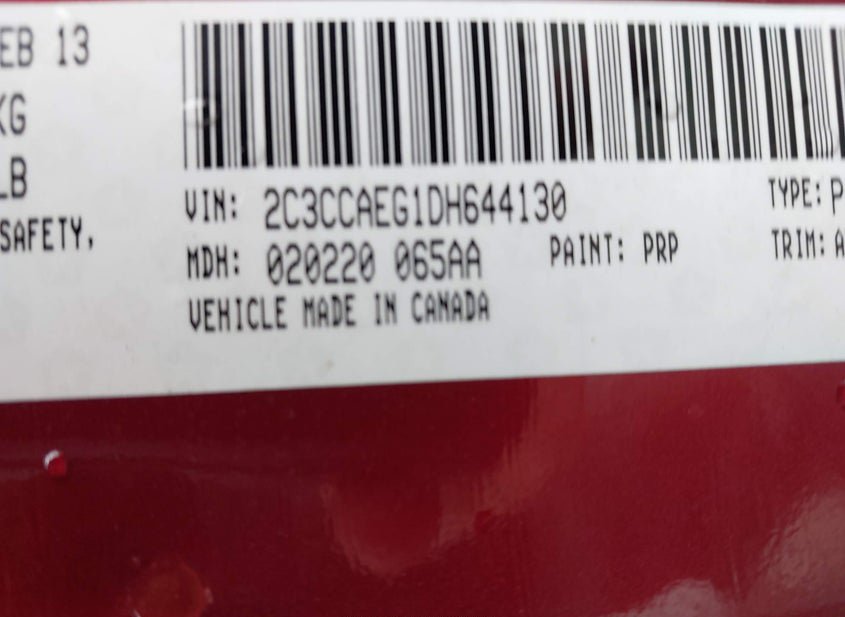 EB 13
KG
LB
SAFETY,
VIN: 2C3CCAEG1DH644130
TYPE: P
MDH: 020220 065AA
PAINT: PRP
TRIM: A
VEHICLE MADE IN CANADA